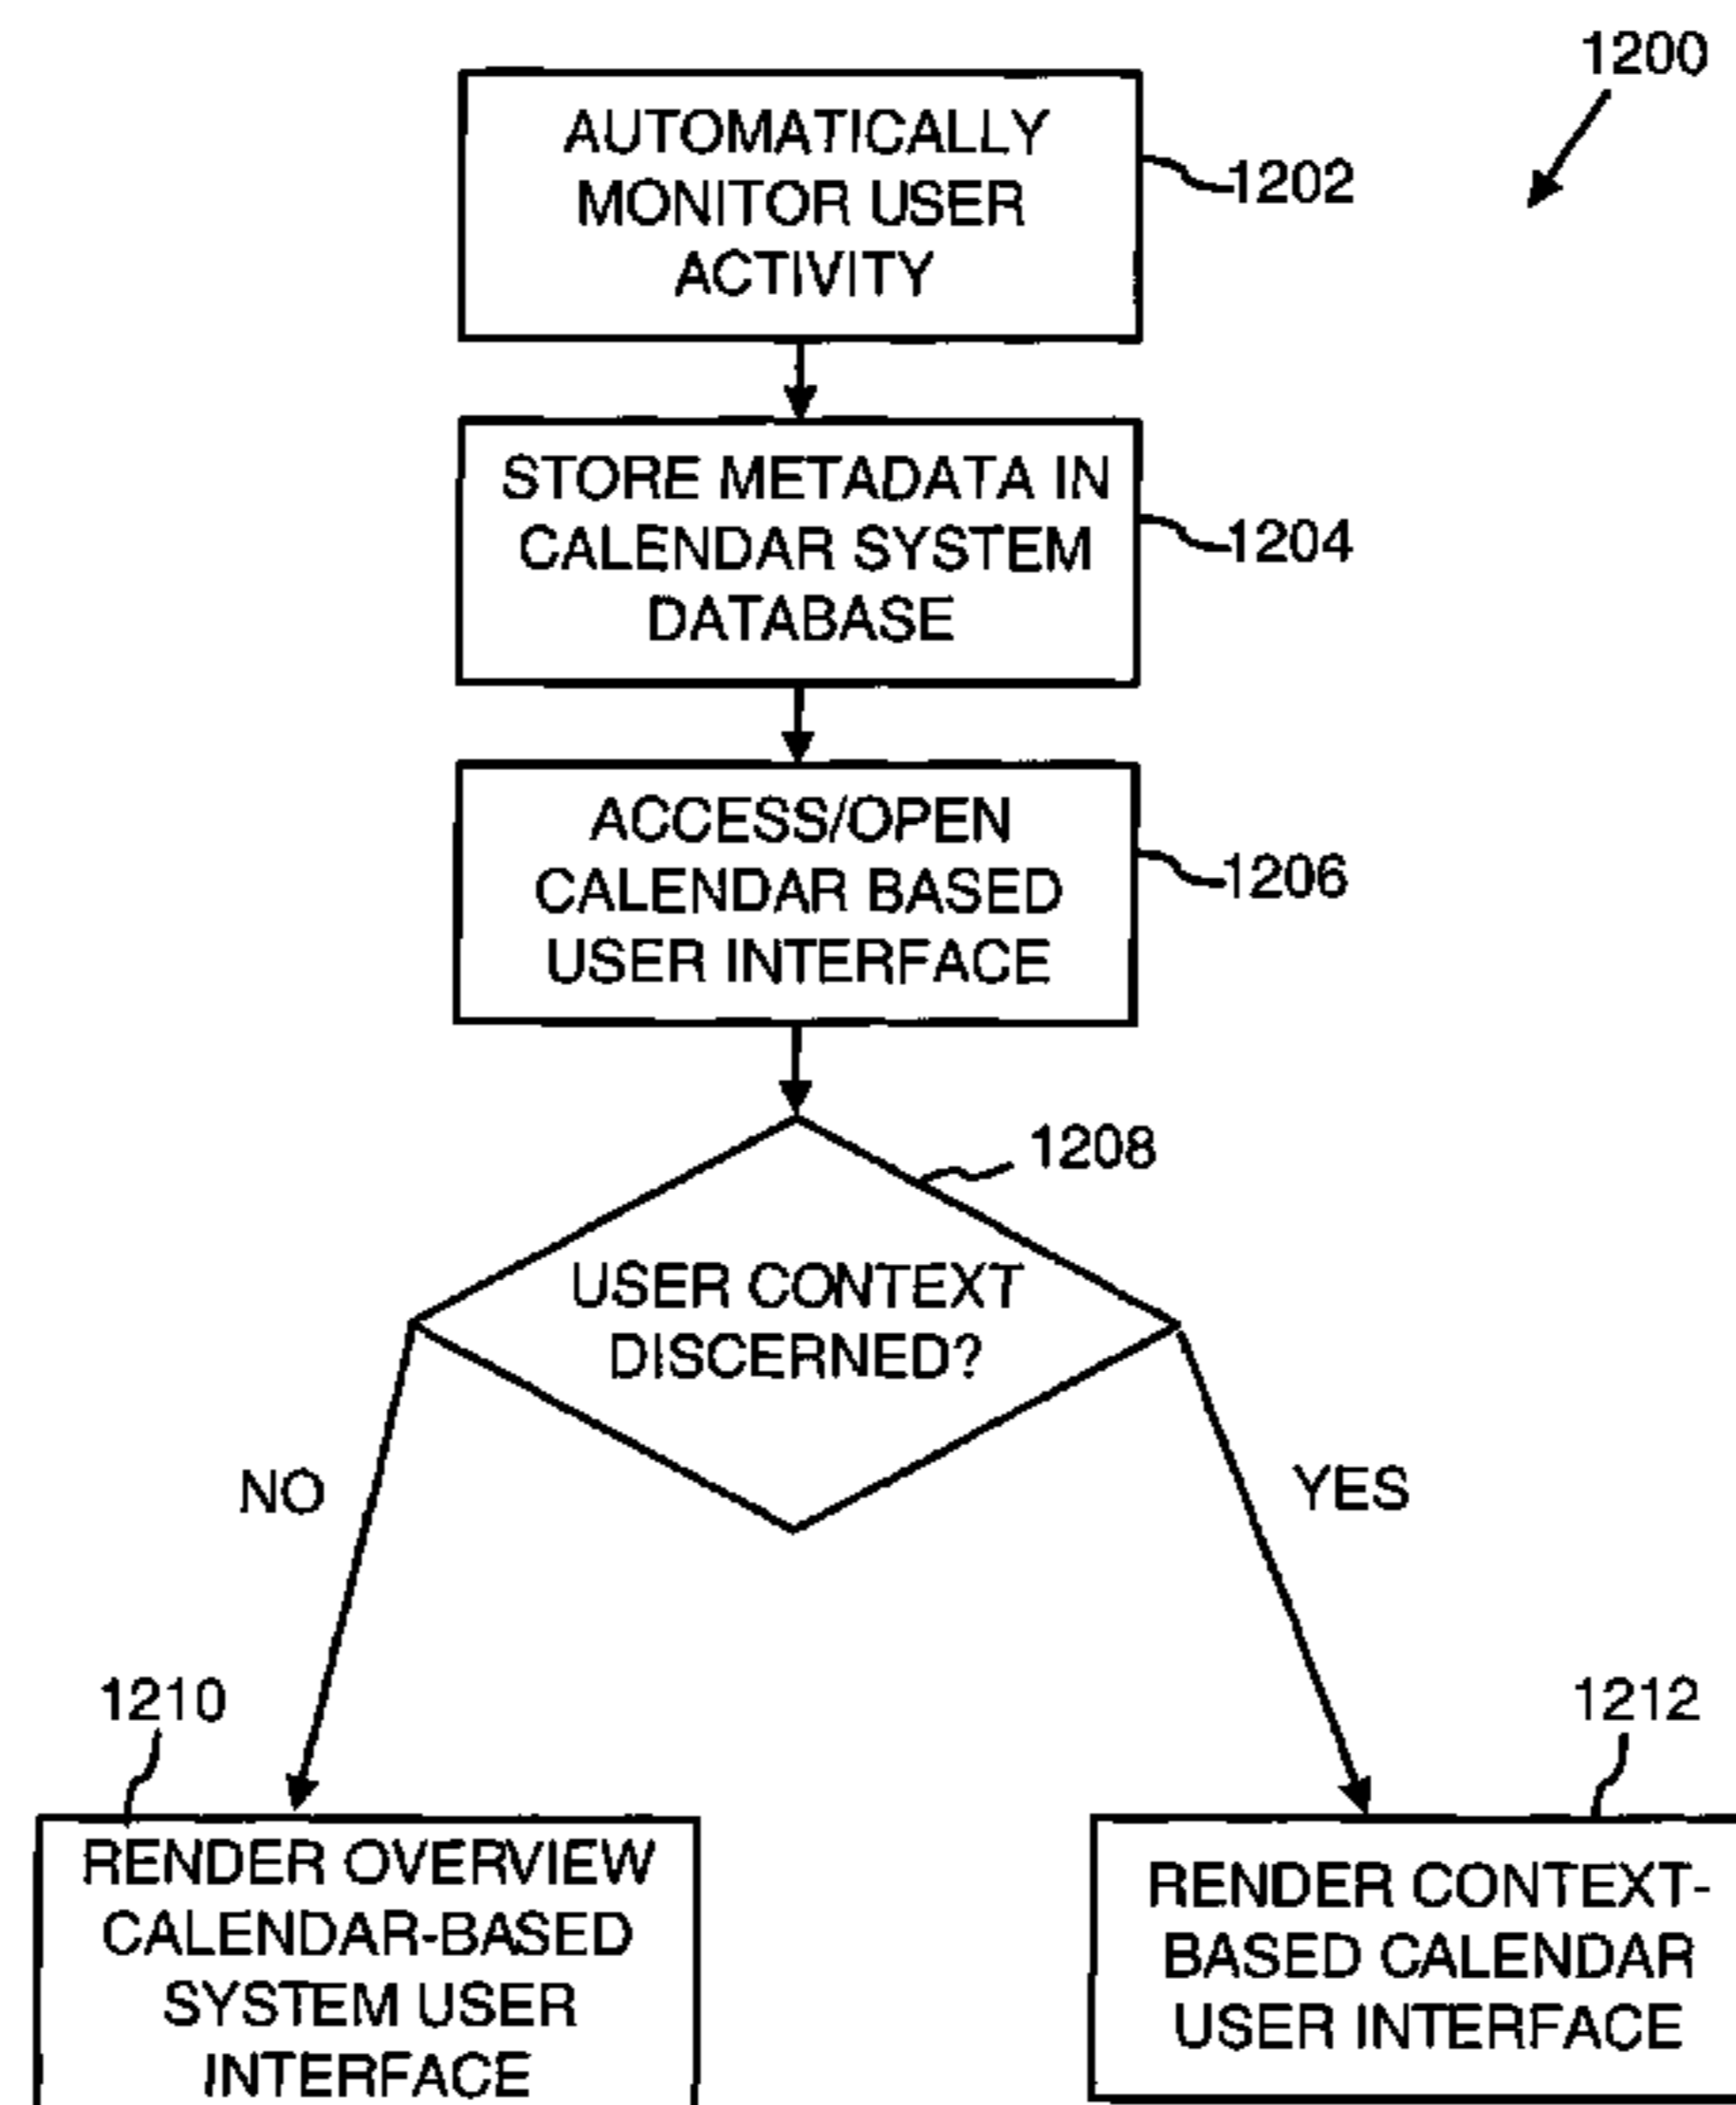 1200
AUTOMATICALLY
MONITOR USER
ACTIVITY
1202
STORE METADATA IN
CALENDAR SYSTEM
DATABASE
1204
ACCESS/OPEN
CALENDAR BASED
USER INTERFACE
1206
1208
USER CONTEXT
DISCERNED?
NO
YES
1210
1212
RENDER OVERVIEW
CALENDAR-BASED
SYSTEM USER
INTERFACE
RENDER CONTEXT-
BASED CALENDAR
USER INTERFACE